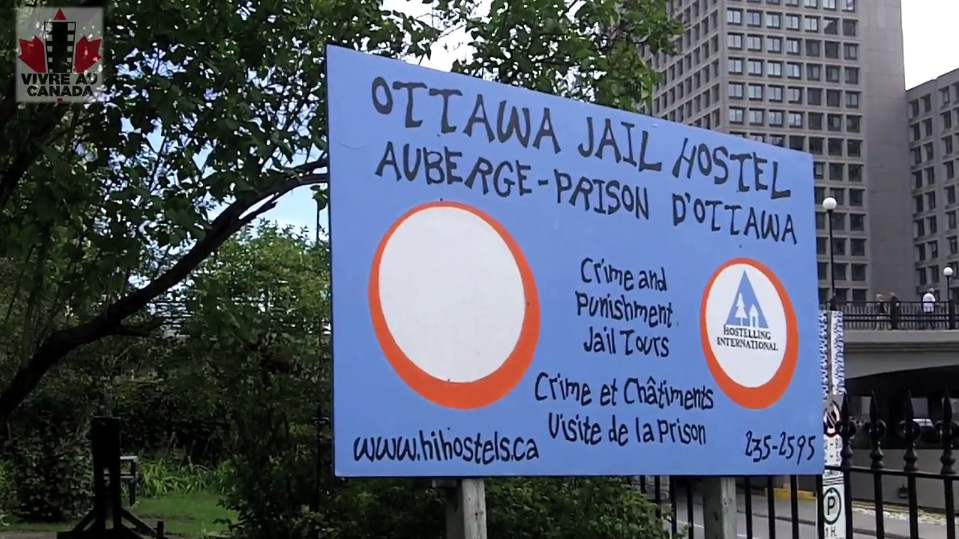 VIVRE AU
CANADA
OTTAWA JAIL HOSTEL
AUBERGE-PRISON D'OTTAWA
Crime and
Punishment
Jail Tours
HOSTELLING
INTERNATIONAL
Crime et Châtiments
Visite de la Prison
www.hihostels.ca
235-2595
P